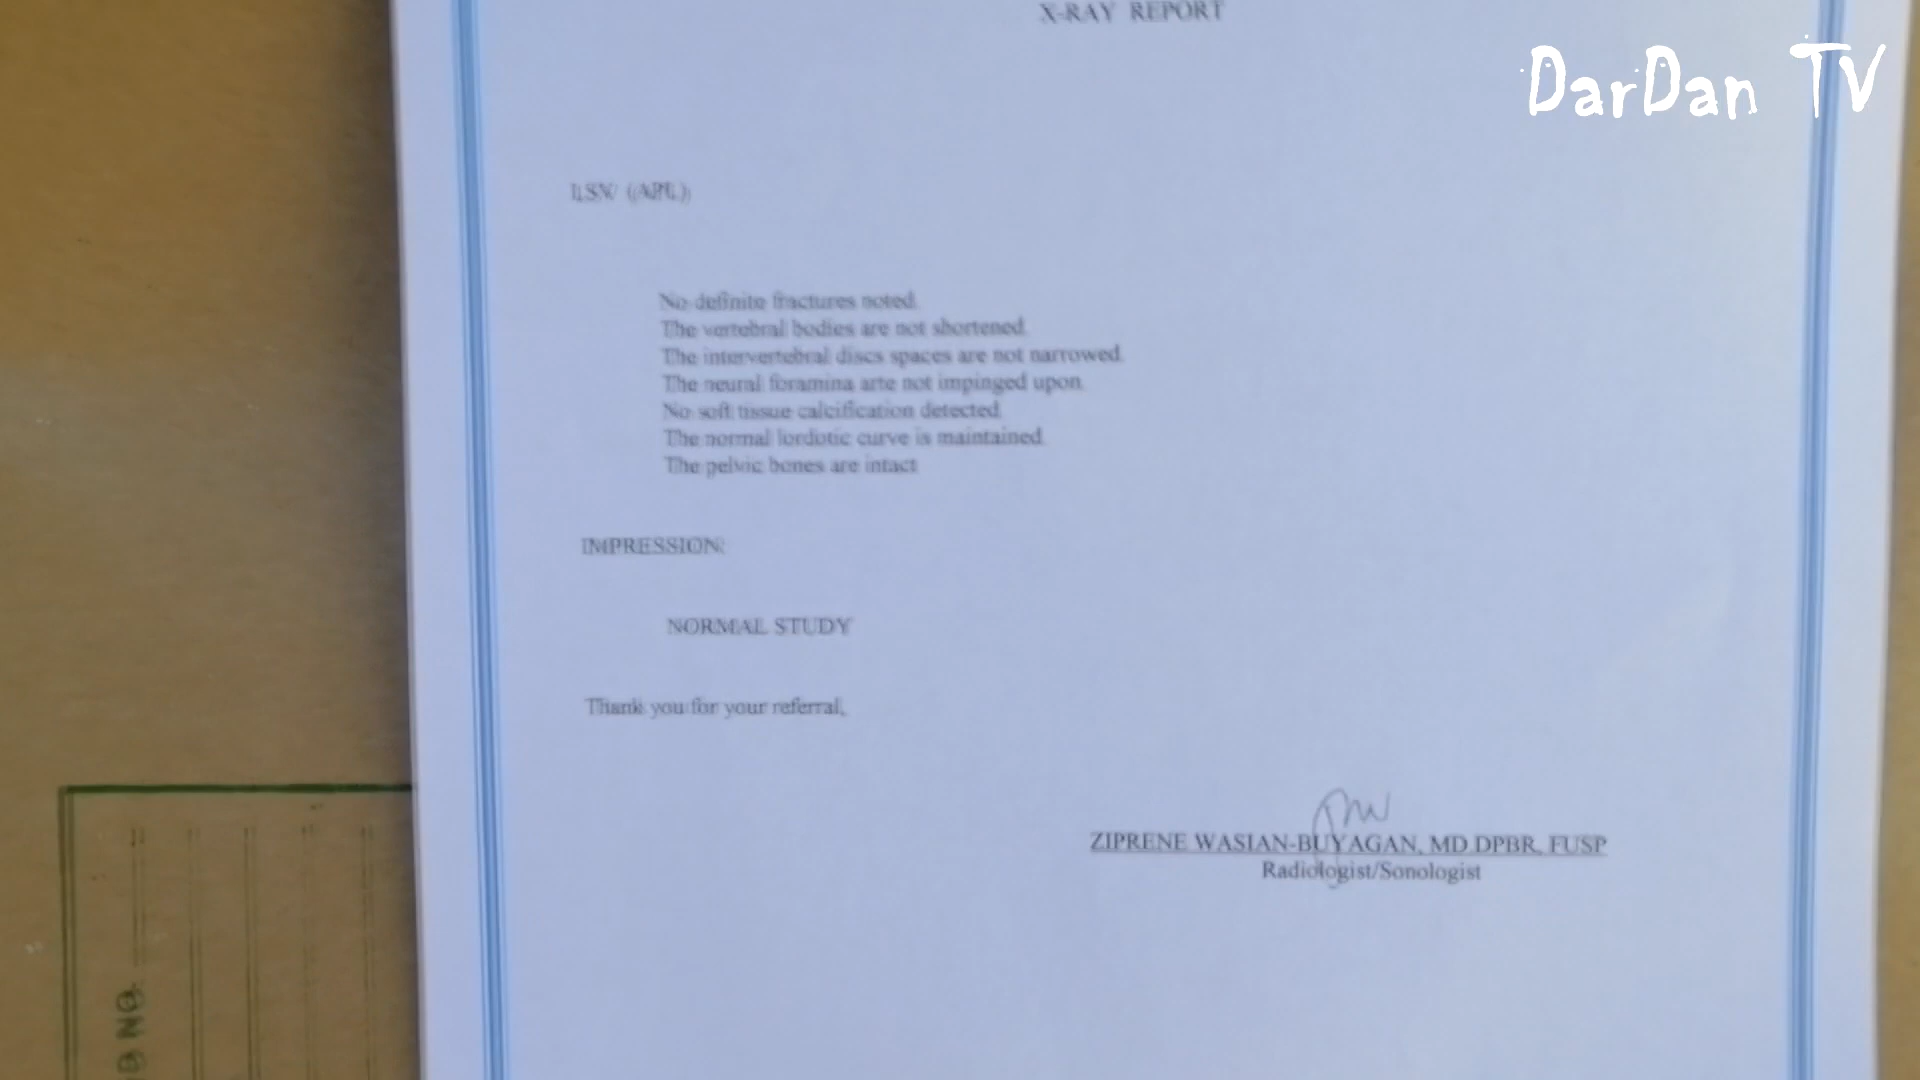 X-RAY REPORT
DarDan TV
LSV (APL)
No definite fractures noted.
The vertebral bodies are not shortened.
The intervertebral discs spaces are not narrowed.
The neural foramina arte not impinged upon.
No soft tissue calcification detected.
The normal lordotic curve is maintained.
The pelvic bones are intact
IMPRESSION:
NORMAL STUDY
Thank you for your referral,
ZIPRENE WASIAN-BUYAGAN, MD DPBR, FUSP
Radiologist/Sonologist
NO.